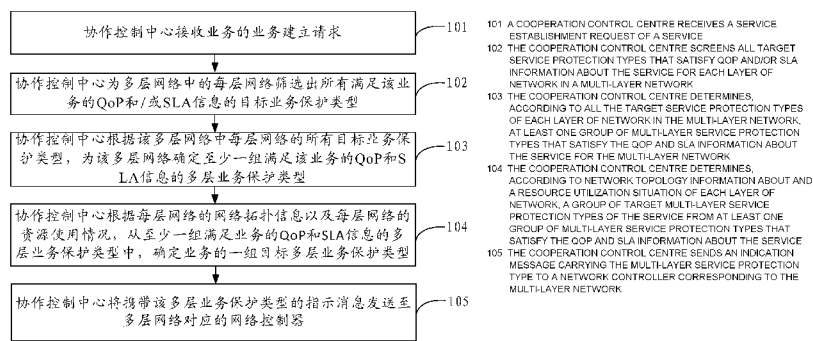 协作控制中心接收业务的业务建立请求
101
协作控制中心为多层网络中的每层网络筛选出所有满足该业
务的QoP和/或SLA信息的目标业务保护类型
102
协作控制中心根据该多层网络中每层网络的所有目标业务保
护类型，为该多层网络确定至少一组满足该业务的QoP和S
LA信息的多层业务保护类型
103
协作控制中心根据每层网络的网络拓扑信息以及每层网络的
资源使用情况，从至少一组满足业务的QoP和SLA信息的多
层业务保护类型中，确定业务的一组目标多层业务保护类型
104
协作控制中心将携带该多层业务保护类型的指示消息发送至
多层网络对应的网络控制器
105
101 A COOPERATION CONTROL CENTRE RECEIVES A SERVICE
ESTABLISHMENT REQUEST OF A SERVICE
102 THE COOPERATION CONTROL CENTRE SCREENS ALL TARGET
SERVICE PROTECTION TYPES THAT SATISFY QOP AND/OR SLA
INFORMATION ABOUT THE SERVICE FOR EACH LAYER OF
NETWORK IN A MULTI-LAYER NETWORK
103 THE COOPERATION CONTROL CENTRE DETERMINES,
ACCORDING TO ALL THE TARGET SERVICE PROTECTION TYPES
OF EACH LAYER OF NETWORK IN THE MULTI-LAYER NETWORK,
AT LEAST ONE GROUP OF MULTI-LAYER SERVICE PROTECTION
TYPES THAT SATISFY THE QOP AND SLA INFORMATION ABOUT
THE SERVICE FOR THE MULTI-LAYER NETWORK
104 THE COOPERATION CONTROL CENTRE DETERMINES,
ACCORDING TO NETWORK TOPOLOGY INFORMATION ABOUT AND
A RESOURCE UTILIZATION SITUATION OF EACH LAYER OF
NETWORK, A GROUP OF TARGET MULTI-LAYER SERVICE
PROTECTION TYPES OF THE SERVICE FROM AT LEAST ONE
GROUP OF MULTI-LAYER SERVICE PROTECTION TYPES THAT
SATISFY THE QOP AND SLA INFORMATION ABOUT THE SERVICE
105 THE COOPERATION CONTROL CENTRE SENDS AN INDICATION
MESSAGE CARRYING THE MULTI-LAYER SERVICE PROTECTION
TYPE TO A NETWORK CONTROLLER CORRESPONDING TO THE
MULTI-LAYER NETWORK